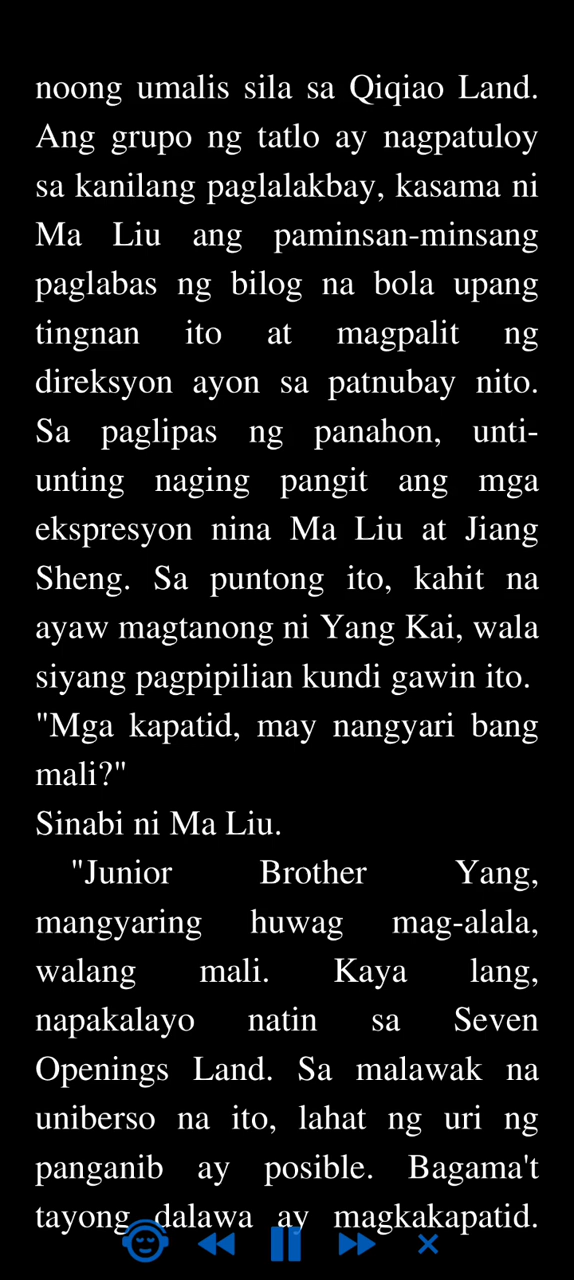 noong umalis sila sa Qiqiao Land.
Ang grupo ng tatlo ay nagpatuloy
sa kanilang paglalakbay, kasama ni
Ma Liu ang paminsan-minsang
paglabas ng bilog na bola upang
tingnan ito at magpalit ng
direksyon ayon sa patnubay nito.
Sa paglipas ng panahon, unti-
unting naging pangit ang mga
ekspresyon nina Ma Liu at Jiang
Sheng. Sa puntong ito, kahit na
ayaw magtanong ni Yang Kai, wala
siyang pagpipilian kundi gawin ito.
"Mga kapatid, may nangyari bang
mali?"
Sinabi ni Ma Liu.
"Junior Brother Yang,
mangyaring huwag mag-alala,
walang mali. Kaya lang,
napakalayo natin sa Seven
Openings Land. Sa malawak na
uniberso na ito, lahat ng uri ng
panganib ay posible. Bagama't
tayong dalawa ay magkakapatid.